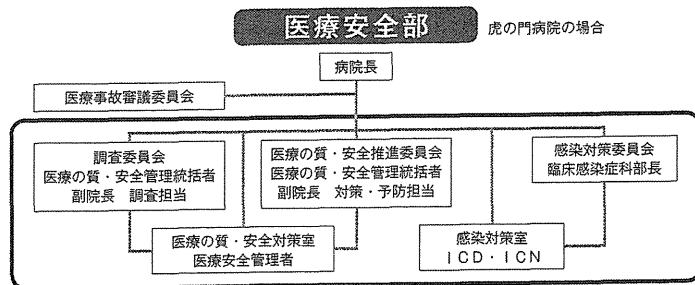 医療安全部
虎の門病院の場合
病院長
医療事故審議委員会
調査委員会
医療の質・安全管理統括者
副院長 調査担当
医療の質・安全推進委員会
医療の質・安全管理統括者
副院長 対策・予防担当
感染対策委員会
臨床感染症科部長
医療の質・安全対策室
医療安全管理者
感染対策室
ICD・ICN